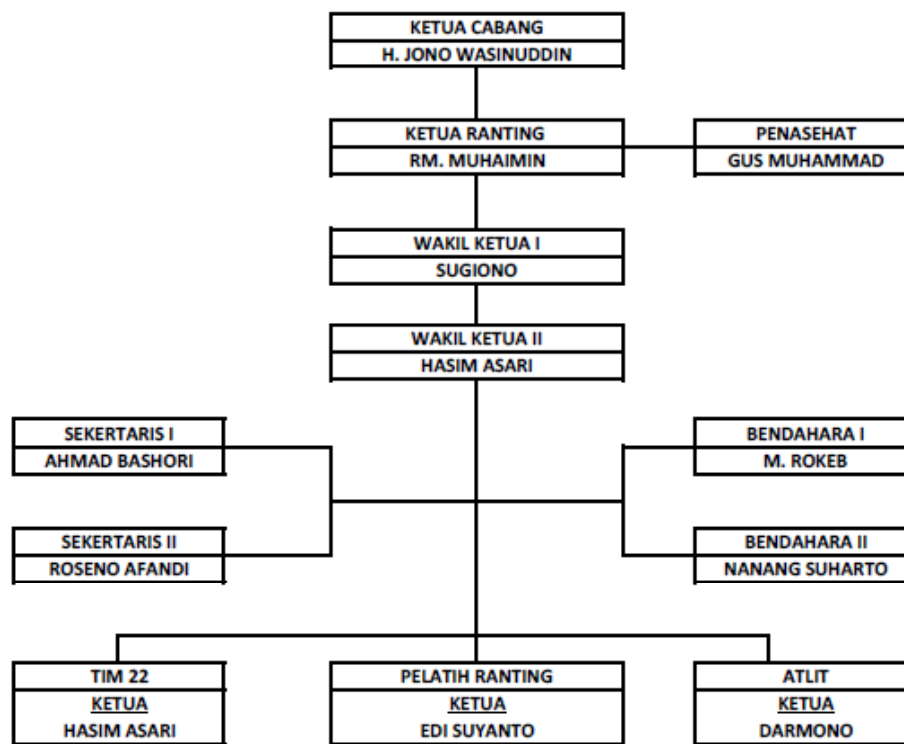 KETUA CABANG
H. JONO WASINUDDIN
KETUA RANTING
RM. MUHAIMIN
PENASEHAT
GUS MUHAMMAD
WAKIL KETUA I
SUGIONO
WAKIL KETUA II
HASIM ASARI
SEKERTARIS I
AHMAD BASHORI
BENDAHARA I
M. ROKEB
SEKERTARIS II
ROSENO AFANDI
BENDAHARA II
NANANG SUHARTO
TIM 22
KETUA
HASIM ASARI
PELATIH RANTING
KETUA
EDI SUYANTO
ATLIT
KETUA
DARMONO